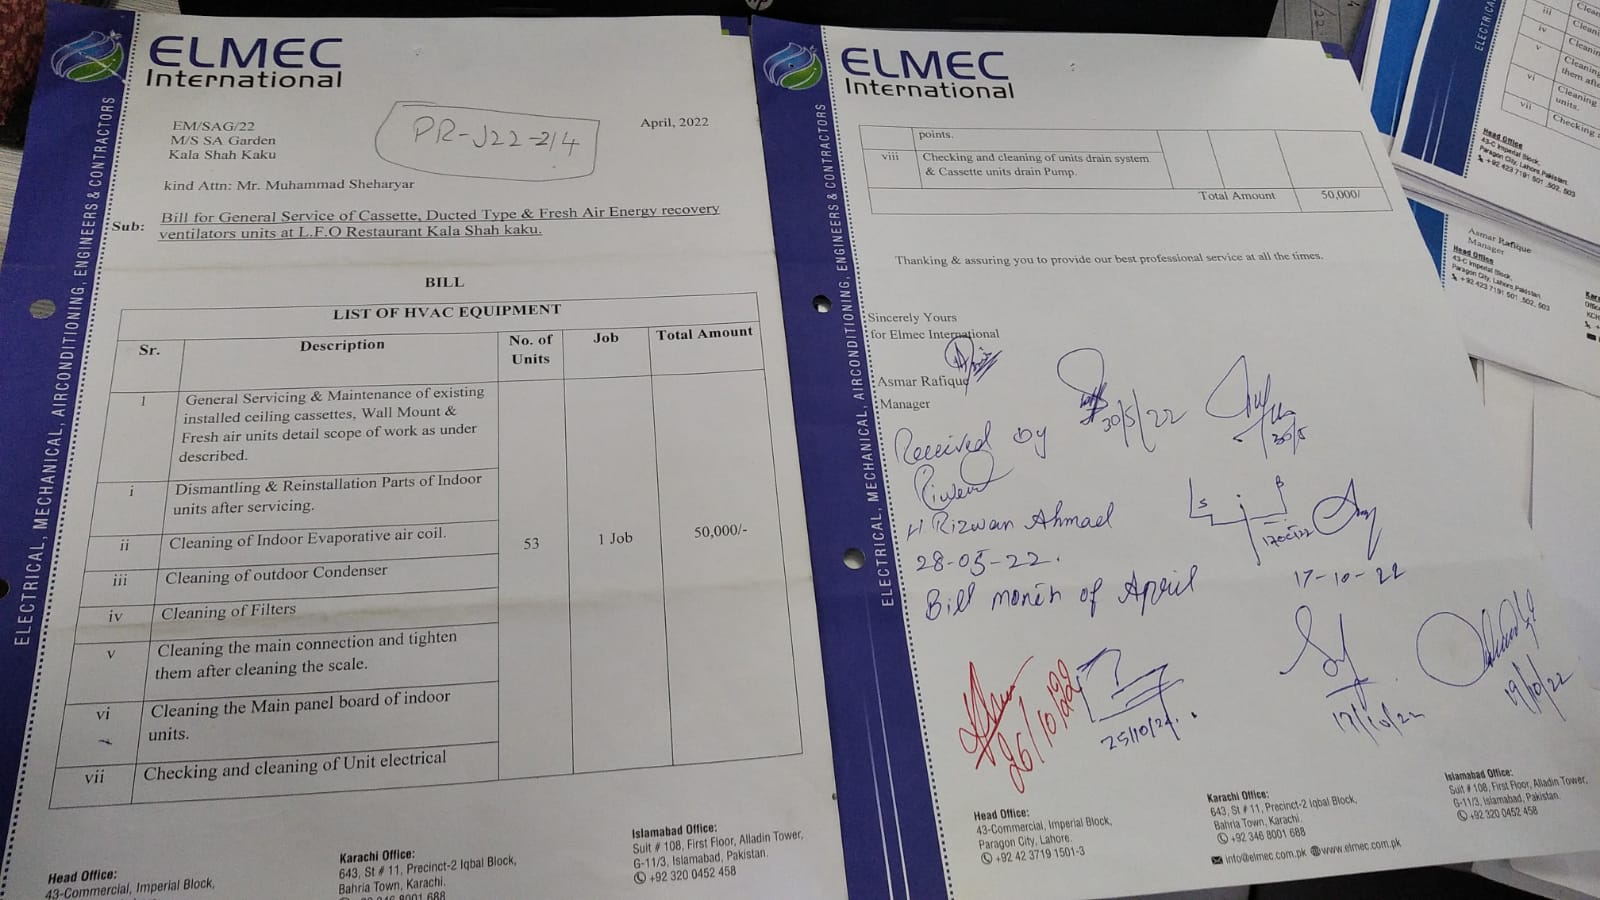 ELMEC
International
ELECTRICAL, MECHANICAL, AIRCONDITIONING, ENGINEERS & CONTRACTORS
EM/SAG/22
M/S SA Garden
Kala Shah Kaku
PR-J22-2/4
April, 2022
kind Attn: Mr. Muhammad Sheharyar
Sub: Bill for General Service of Cassette, Ducted Type & Fresh Air Energy recovery
ventilators units at L.F.O Restaurant Kala Shah kaku.
BILL
LIST OF HVAC EQUIPMENT
Sr. Description No. of Units Job Total Amount
1 General Servicing & Maintenance of existing
installed ceiling cassettes, Wall Mount &
Fresh air units detail scope of work as under
described.
i Dismantling & Reinstallation Parts of Indoor
units after servicing.
ii Cleaning of Indoor Evaporative air coil. 53 1 Job 50,000/-
iii Cleaning of outdoor Condenser
iv Cleaning of Filters
v Cleaning the main connection and tighten
them after cleaning the scale.
vi Cleaning the Main panel board of indoor
units.
vii Checking and cleaning of Unit electrical
Head Office:
43-Commercial, Imperial Block,
Karachi Office:
643, St # 11, Precinct-2 Iqbal Block,
Bahria Town, Karachi.
Islamabad Office:
Suit # 108, First Floor, Alladin Tower,
G-11/3, Islamabad, Pakistan.
+92 320 0452 458
ELMEC
International
ELECTRICAL, MECHANICAL, AIRCONDITIONING, ENGINEERS & CONTRACTORS
points.
viii Checking and cleaning of units drain system
& Cassette units drain Pump.
Total Amount 50,000/
Thanking & assuring you to provide our best professional service at all the times.
Sincerely Yours
for Elmec International
Asmar Rafique
Manager
30/5/22
30/5
Received by
H Rizwan Ahmad
28-05-22.
Bill month of April
17-10-22
17/10/22
19/10/22
26/10/22
25/10/22
Head Office:
43-Commercial, Imperial Block,
Paragon City, Lahore.
+92 42 3719 1501-3
Karachi Office:
643, St # 11, Precinct-2 Iqbal Block,
Bahria Town, Karachi.
+92 346 8001 688
info@elmec.com.pk www.elmec.com.pk
Islamabad Office:
Suit # 108, First Floor, Alladin Tower,
G-11/3, Islamabad, Pakistan.
+92 320 0452 458
iii
iv
v
them
vi Cleaning
units.
vii Checking
Head Office
43-C Imperial Block,
Paragon City, Lahore,Pakistan
+92 423 7191 501 ,502, 503
Asmar Rafique
Manager
Head Office
43-C Imperial Block,
Paragon City, Lahore,Pakistan
+92 423 7191 501 ,502, 503